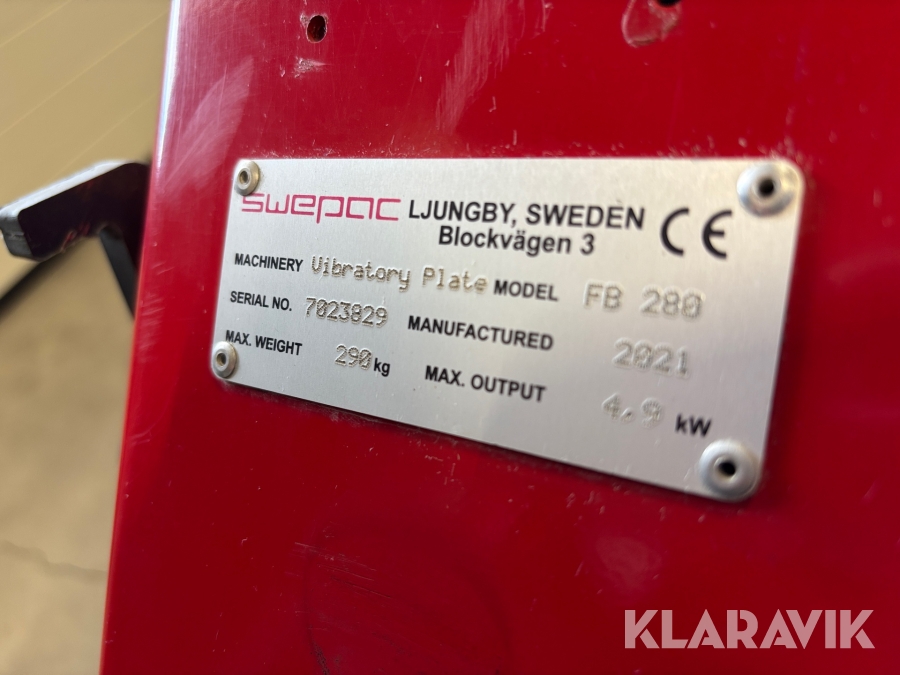 swepac LJUNGBY, SWEDEN
Blockvägen 3
CE
MACHINERY Vibratory Plate MODEL FB 280
SERIAL NO. 7023829 MANUFACTURED 2021
MAX. WEIGHT 290 kg MAX. OUTPUT 4.9 kW
KLARAVIK